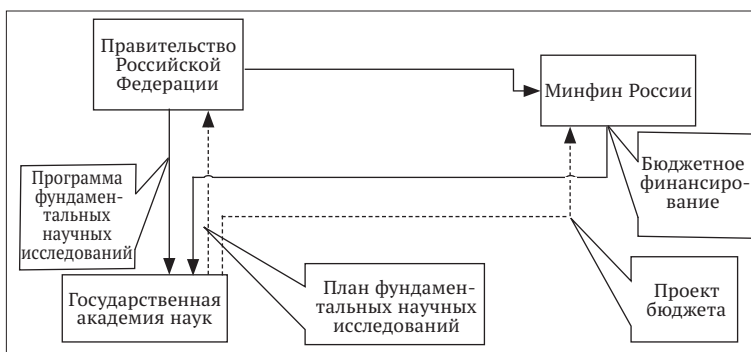 Правительство
Российской
Федерации
Минфин России
Программа
фундамен-
тальных
научных
исследований
Бюджетное
финансиро-
вание
Государственная
академия наук
План фундамен-
тальных научных
исследований
Проект
бюджета